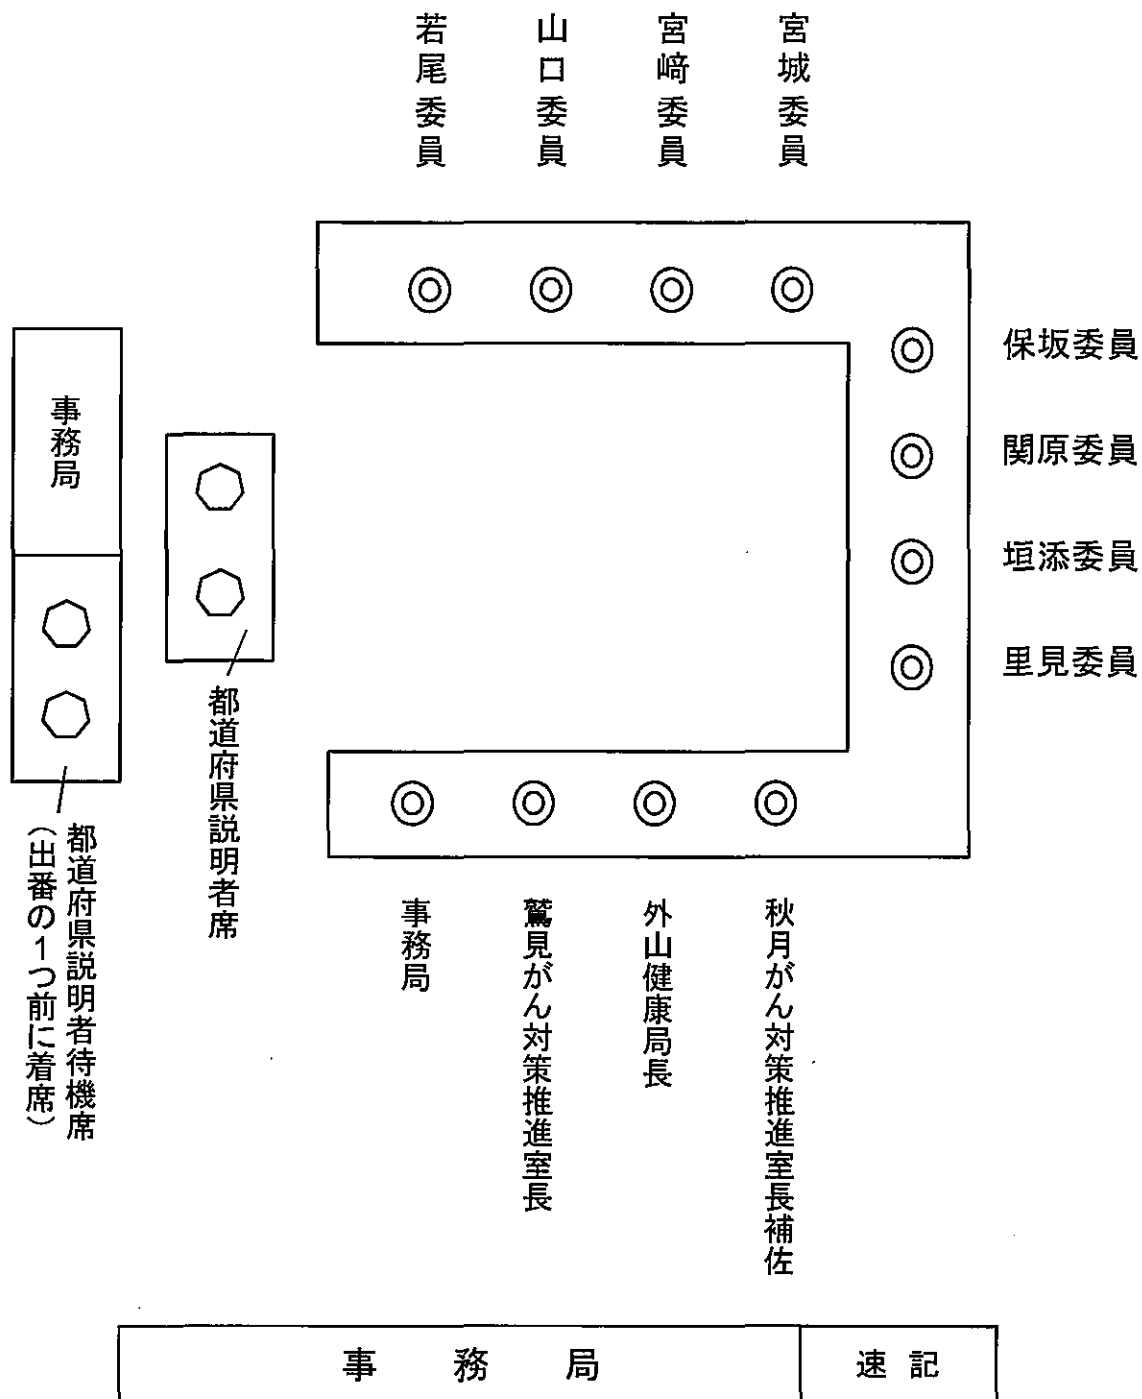 若尾委員
山口委員
宮﨑委員
宮城委員
保坂委員
関原委員
垣添委員
里見委員
事務局
都道府県説明者席
都道府県説明者待機席
（出番の1つ前に着席）
事務局
鷲見がん対策推進室長
外山健康局長
秋月がん対策推進室長補佐
事務局
速記